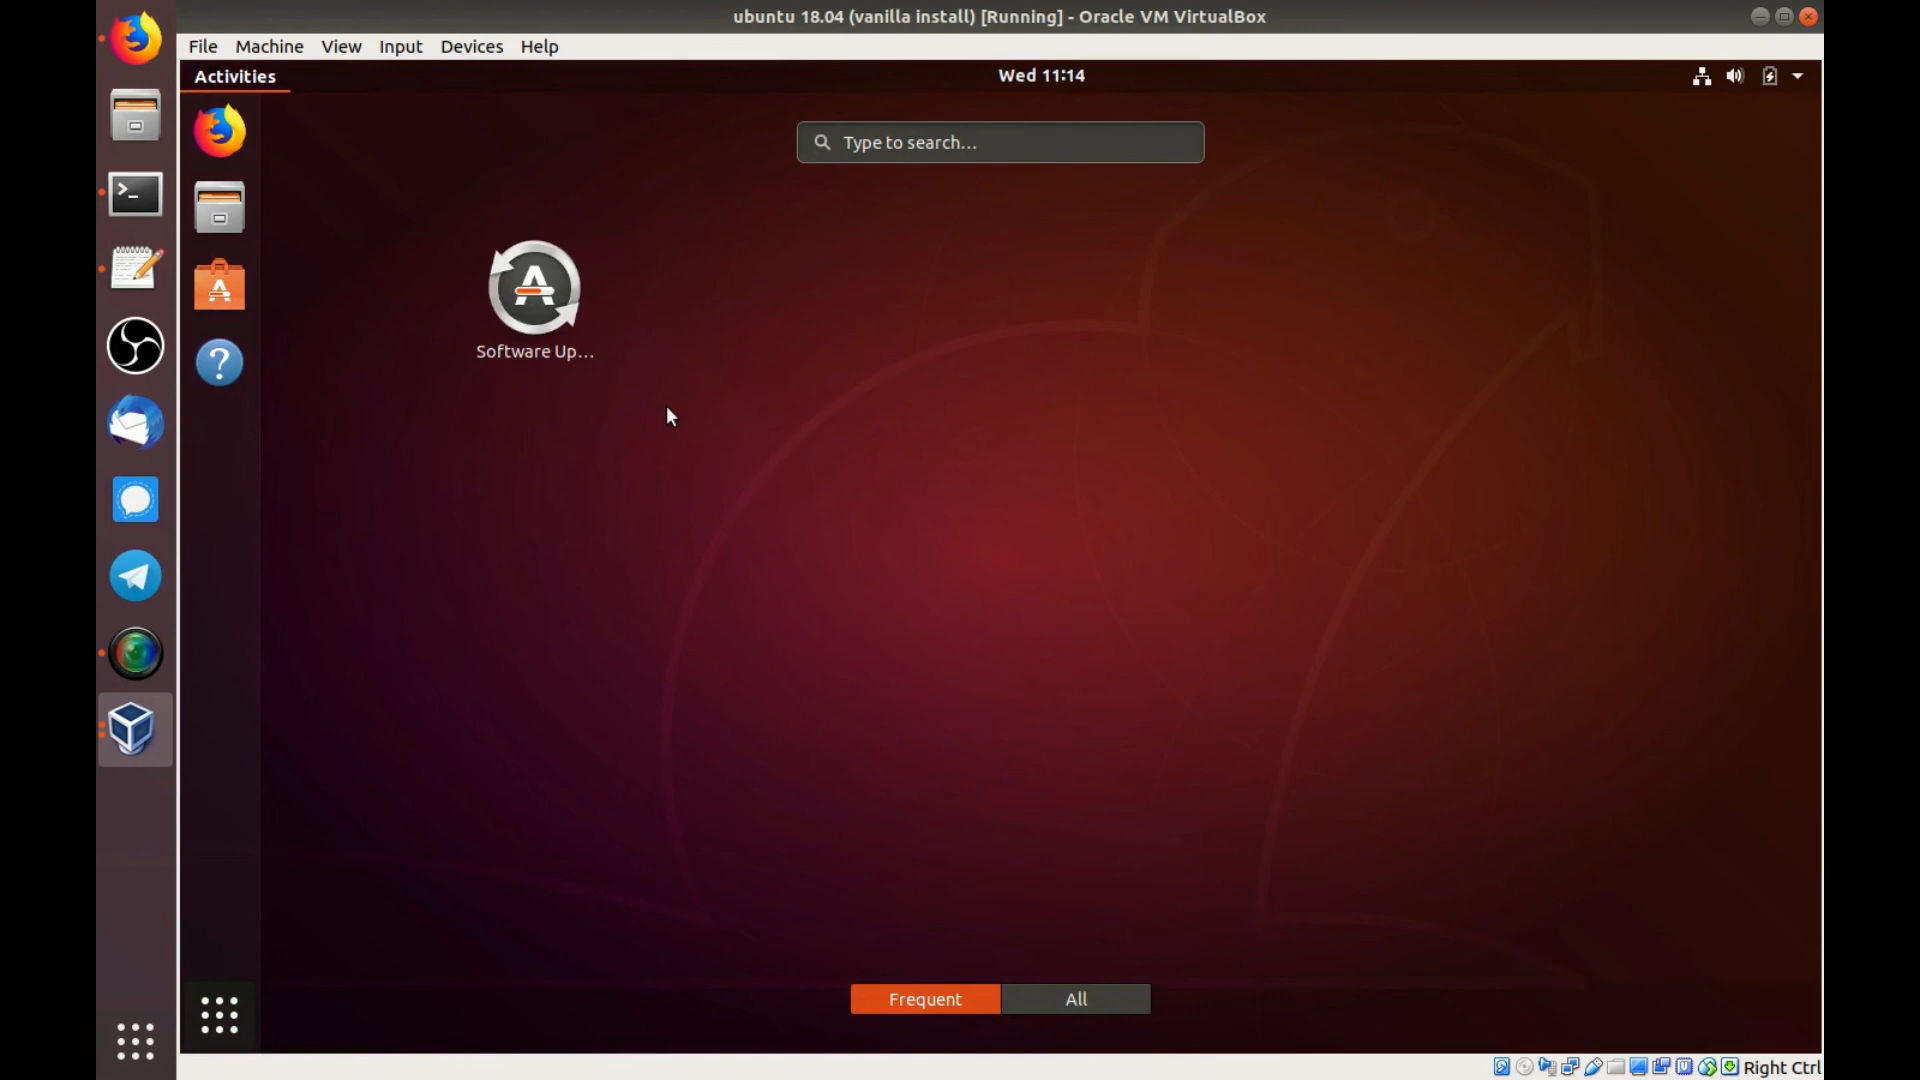 ubuntu 18.04 (vanilla install) [Running] - Oracle VM VirtualBox
File Machine View Input Devices Help
Activities
Wed 11:14
Type to search...
Software Up...
Frequent
All
Right Ctrl